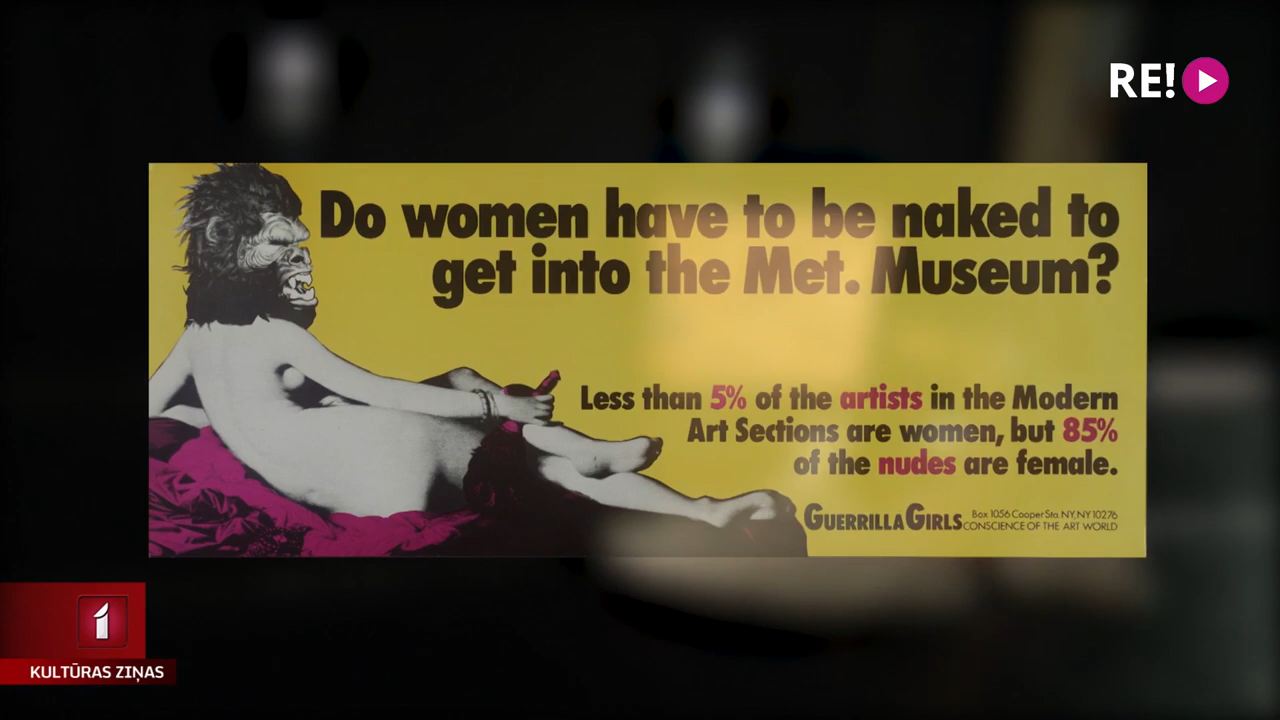 RE!
Do women have to be naked to
get into the Met. Museum?
Less than 5% of the artists in the Modern
Art Sections are women, but 85%
of the nudes are female.
GUERRILLA GIRLS Box 1056 Cooper Sta. NY, NY 10276
CONSCIENCE OF THE ART WORLD
1
KULTŪRAS ZIŅAS